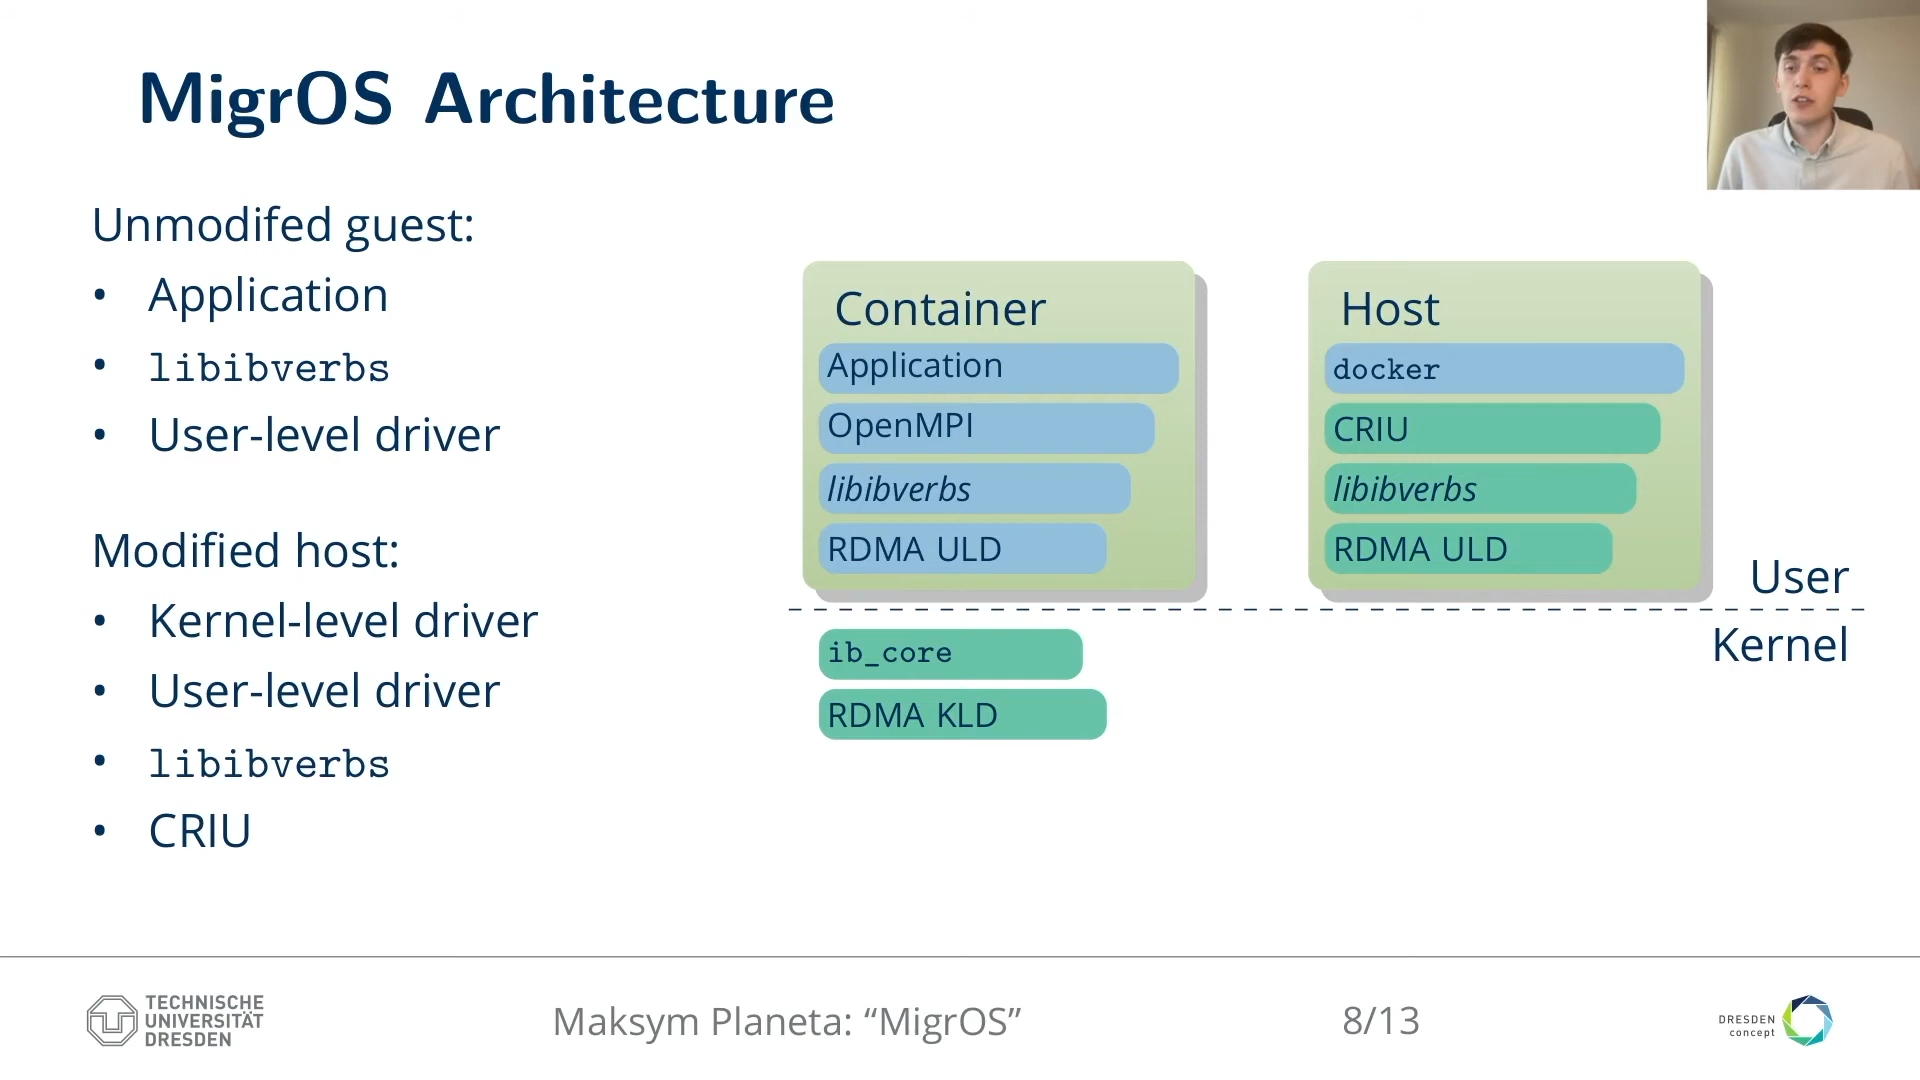 MigrOS Architecture
Unmodifed guest:
• Application
• libibverbs
• User-level driver
Modified host:
• Kernel-level driver
• User-level driver
• libibverbs
• CRIU
Container
Application
OpenMPI
libibverbs
RDMA ULD
Host
docker
CRIU
libibverbs
RDMA ULD
User
Kernel
ib_core
RDMA KLD
TECHNISCHE
UNIVERSITÄT
DRESDEN
Maksym Planeta: “MigrOS”
8/13
DRESDEN
concept